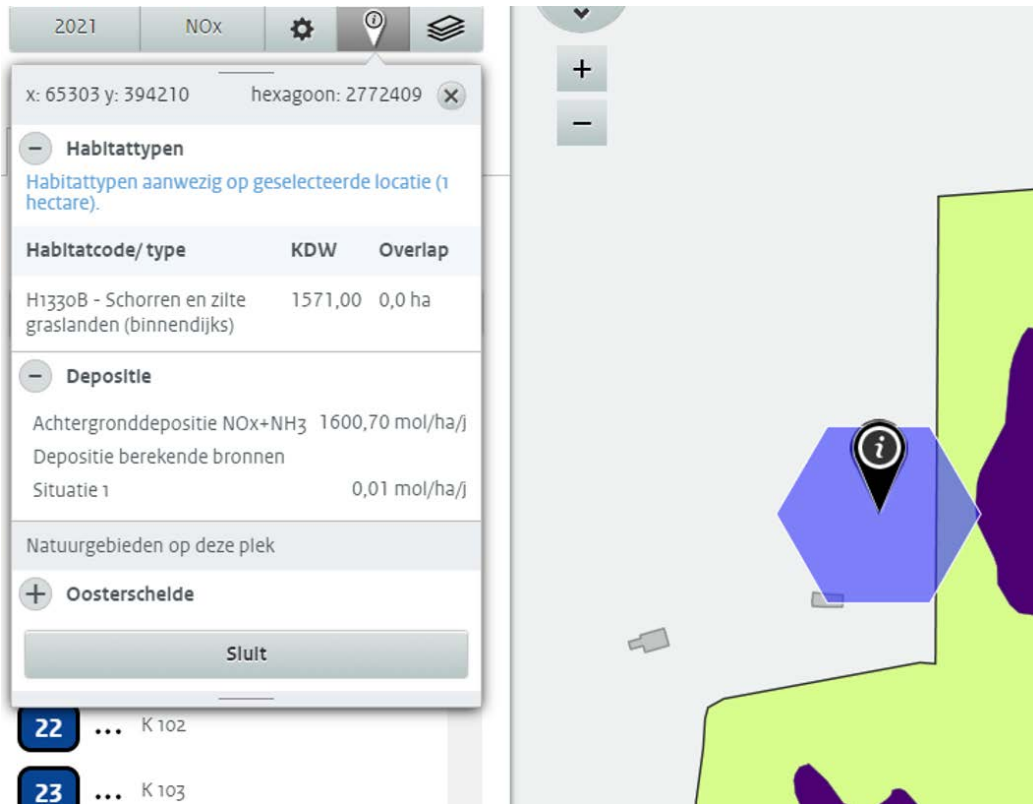 2021 NOx
x: 65303 y: 394210 hexagoon: 2772409
Habitattypen
Habitattypen aanwezig op geselecteerde locatie (1
hectare).
Habitatcode/ type KDW Overlap
H1330B - Schorren en zilte 1571,00 0,0 ha
graslanden (binnendijks)
Depositie
Achtergronddepositie NOx+NH3 1600,70 mol/ha/j
Depositie berekende bronnen
Situatie 1 0,01 mol/ha/j
Natuurgebieden op deze plek
Oosterschelde
Sluit
22 ... K 102
23 ... K 103